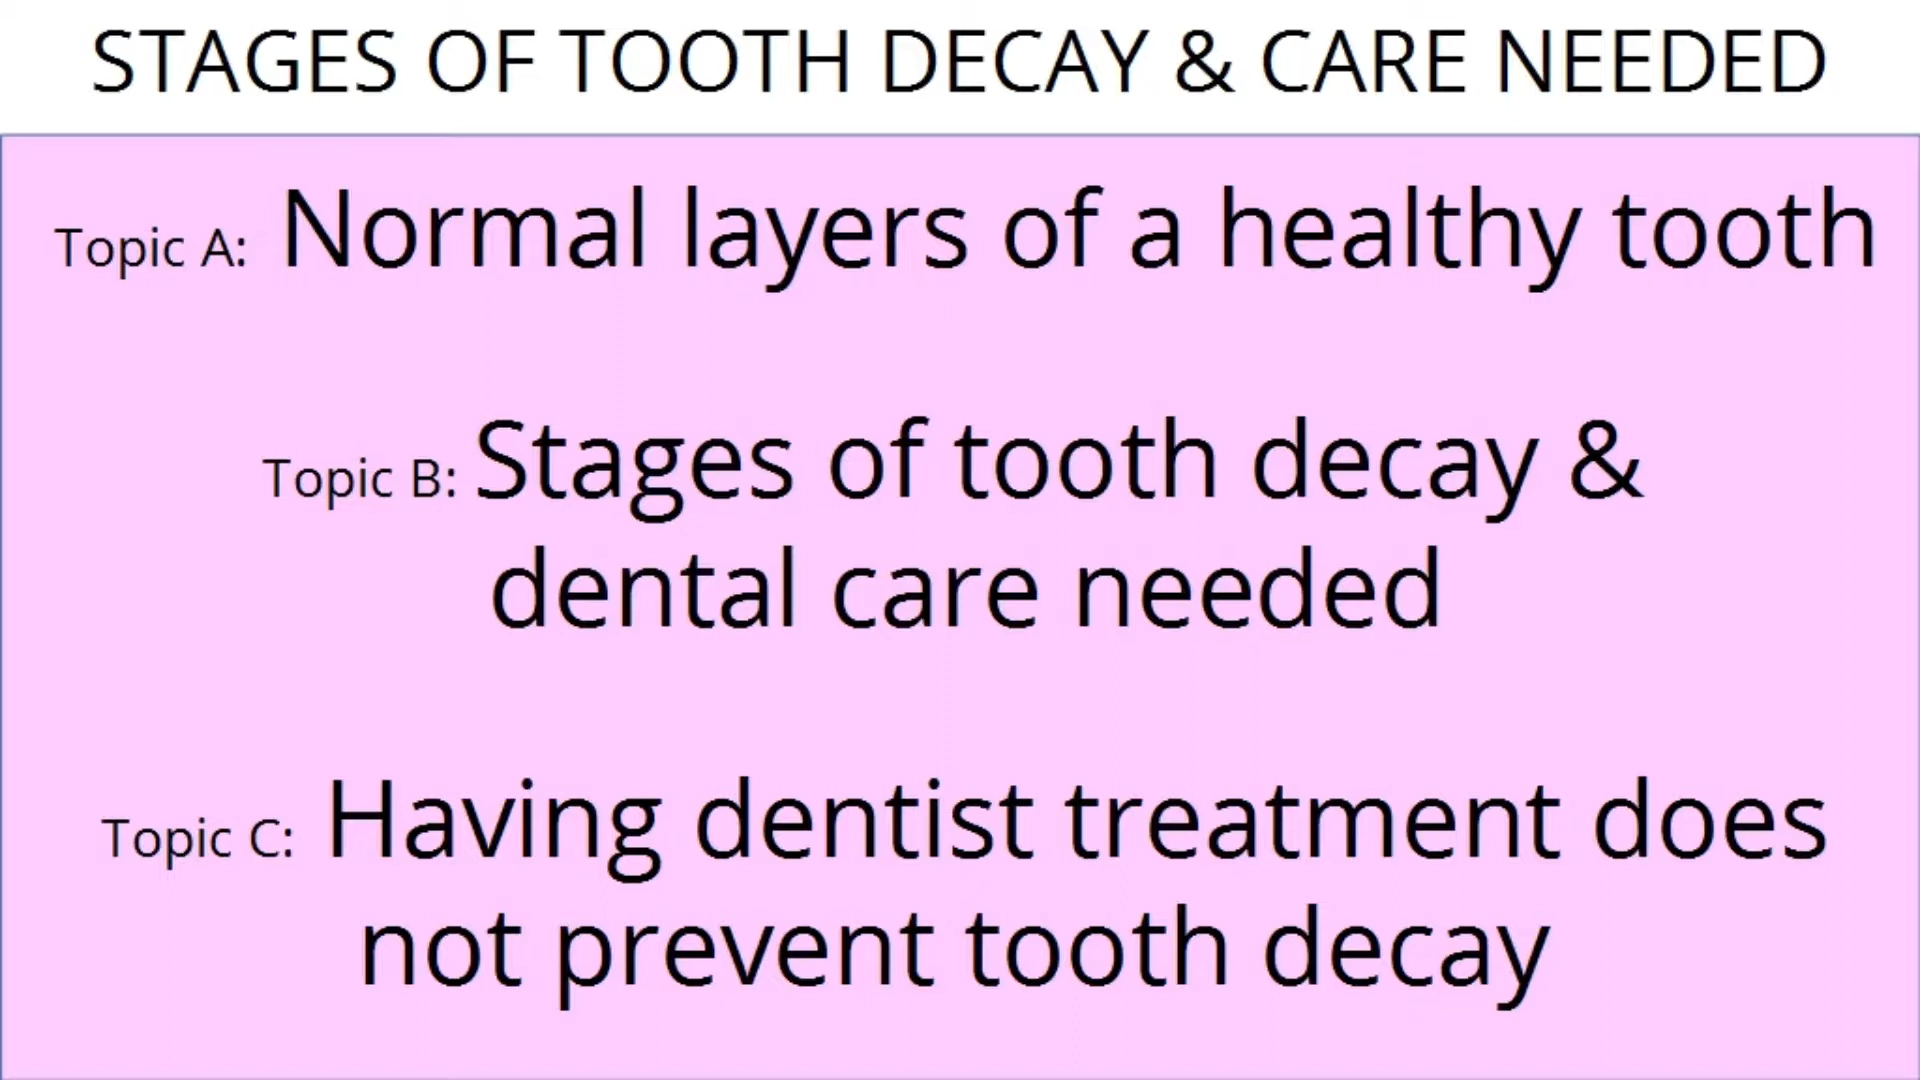 STAGES OF TOOTH DECAY & CARE NEEDED
Topic A: Normal layers of a healthy tooth
Topic B: Stages of tooth decay &
dental care needed
Topic C: Having dentist treatment does
not prevent tooth decay